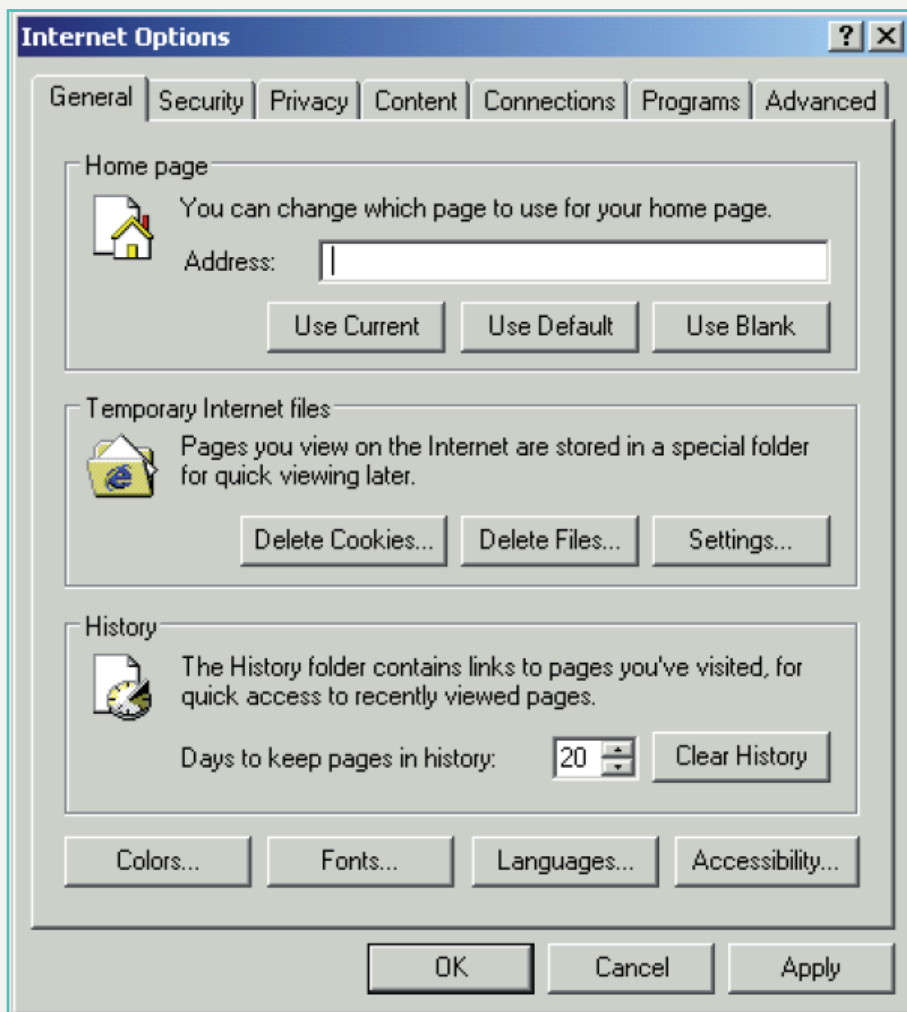 Internet Options
General Security Privacy Content Connections Programs Advanced
Home page
You can change which page to use for your home page.
Address:
Use Current Use Default Use Blank
Temporary Internet files
Pages you view on the Internet are stored in a special folder
for quick viewing later.
Delete Cookies... Delete Files... Settings...
History
The History folder contains links to pages you've visited, for
quick access to recently viewed pages.
Days to keep pages in history: 20 Clear History
Colors... Fonts... Languages... Accessibility...
OK Cancel Apply